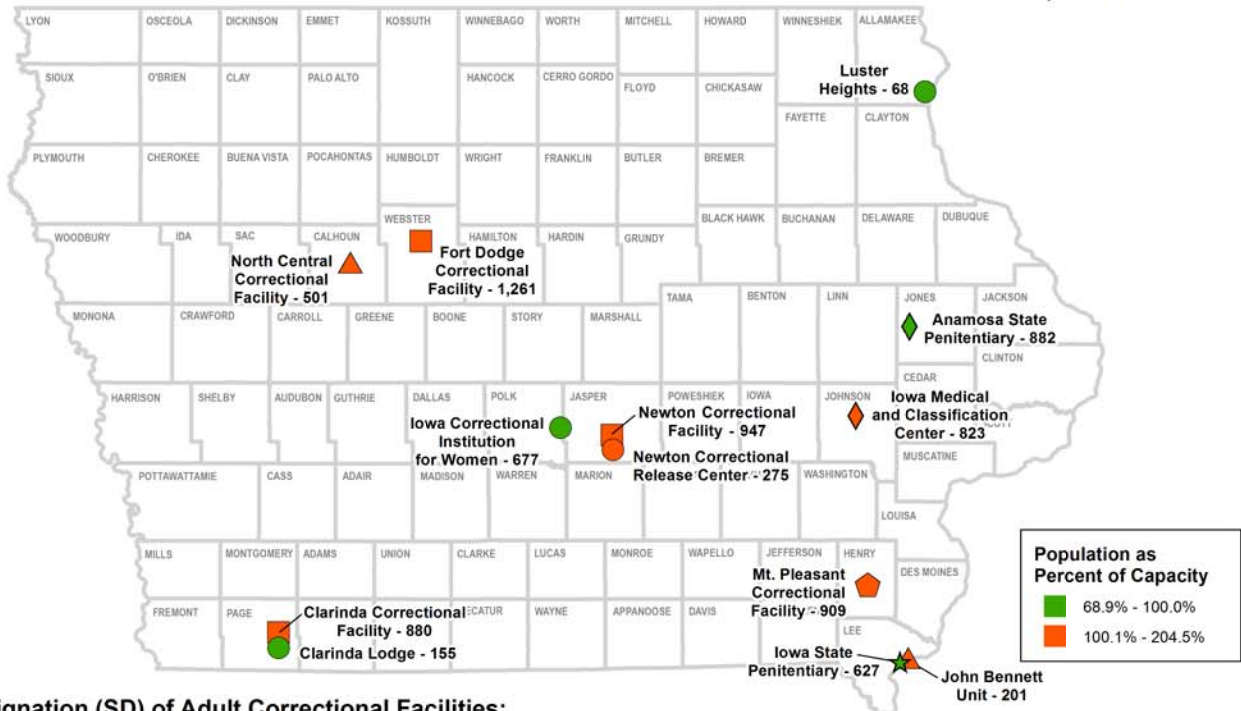 LYON
OSCEOLA
DICKINSON
EMMET
KOSSUTH
WINNEBAGO
WORTH
MITCHELL
HOWARD
WINNESHIEK
ALLAMAKEE
SIOUX
O'BRIEN
CLAY
PALO ALTO
HANCOCK
CERRO GORDO
FLOYD
CHICKASAW
Luster
Heights - 68
FAYETTE
CLAYTON
PLYMOUTH
CHEROKEE
BUENA VISTA
POCAHONTAS
HUMBOLDT
WRIGHT
FRANKLIN
BUTLER
BREMER
WEBSTER
BLACK HAWK
BUCHANAN
DELAWARE
DUBUQUE
WOODBURY
IDA
SAC
CALHOUN
HAMILTON
HARDIN
GRUNDY
North Central
Correctional
Facility - 501
Fort Dodge
Correctional
Facility - 1,261
TAMA
BENTON
LINN
JONES
JACKSON
MONONA
CRAWFORD
CARROLL
GREENE
BOONE
STORY
MARSHALL
Anamosa State
Penitentiary - 882
CLINTON
CEDAR
HARRISON
SHELBY
AUDUBON
GUTHRIE
DALLAS
POLK
JASPER
POWESHIEK
IOWA
JOHNSON
Iowa Correctional
Institution
for Women - 677
Newton Correctional
Facility - 947
Newton Correctional
Release Center - 275
Iowa Medical
and Classification
Center - 823
MUSCATINE
POTTAWATTAMIE
CASS
ADAIR
MADISON
WARREN
MARION
WASHINGTON
LOUISA
MILLS
MONTGOMERY
ADAMS
UNION
CLARKE
LUCAS
MONROE
WAPELLO
JEFFERSON
HENRY
DES MOINES
Mt. Pleasant
Correctional
Facility - 909
FREMONT
PAGE
Clarinda Correctional
Facility - 880
Clarinda Lodge - 155
WAYNE
APPANOOSE
DAVIS
LEE
Iowa State
Penitentiary - 627
John Bennett
Unit - 201
Population as
Percent of Capacity
68.9% - 100.0%
100.1% - 204.5%